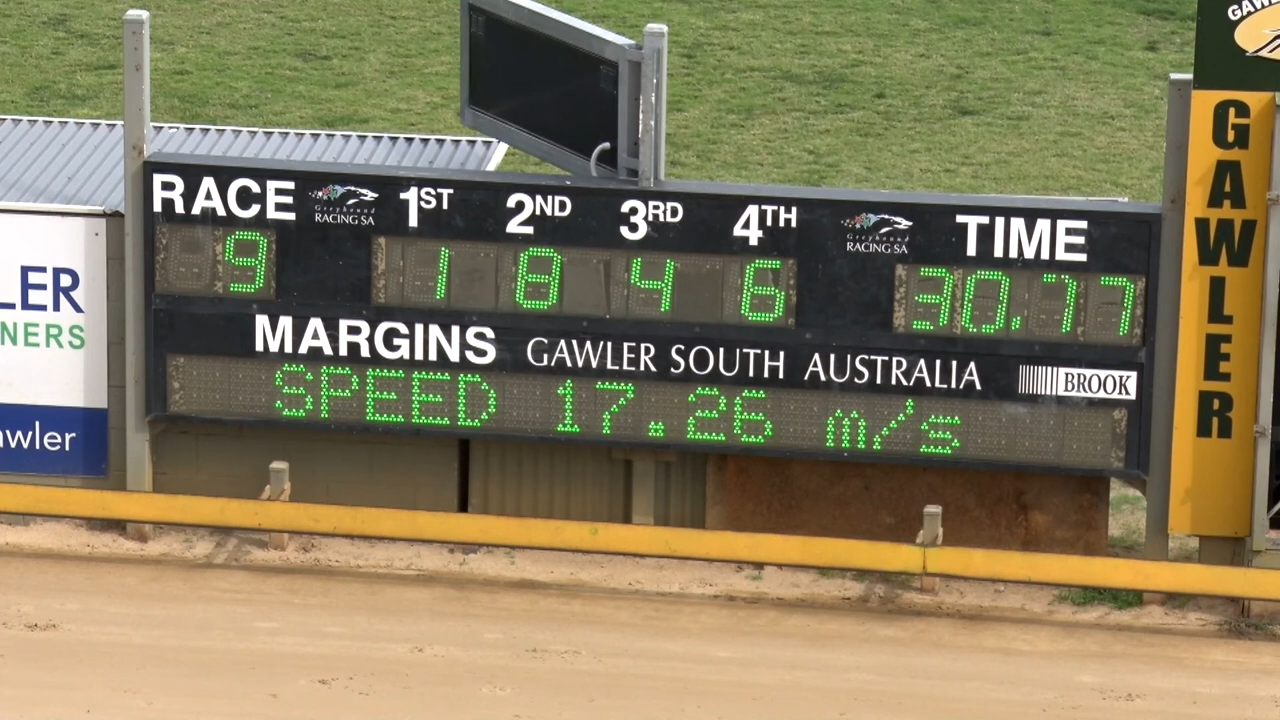 GAWLER
RACE
Greyhound
RACING SA
1ST 2ND 3RD 4TH
Greyhound
RACING SA
TIME
9 1 8 4 6 30.77
MARGINS GAWLER SOUTH AUSTRALIA BROOK
SPEED 17.26 m/s
LER
NERS
awler